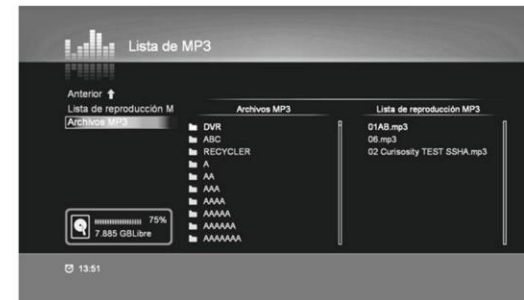 Lista de MP3
Anterior
Lista de reproducción M
Archivos MP3
Archivos MP3
DVR
ABC
RECYCLER
A
AA
AAA
AAAA
AAAAA
AAAAAA
AAAAAAA
Lista de reproducción MP3
01AB.mp3
06.mp3
02 Curisosity TEST SSHA.mp3
75%
7.885 GBLibre
13:51